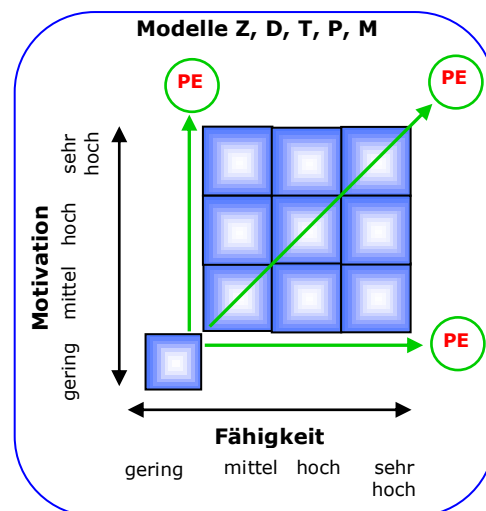 Modelle Z, D, T, P, M
PE
PE
sehr
hoch
hoch
mittel
gering
Motivation
PE
Fähigkeit
gering
mittel
hoch
sehr
hoch